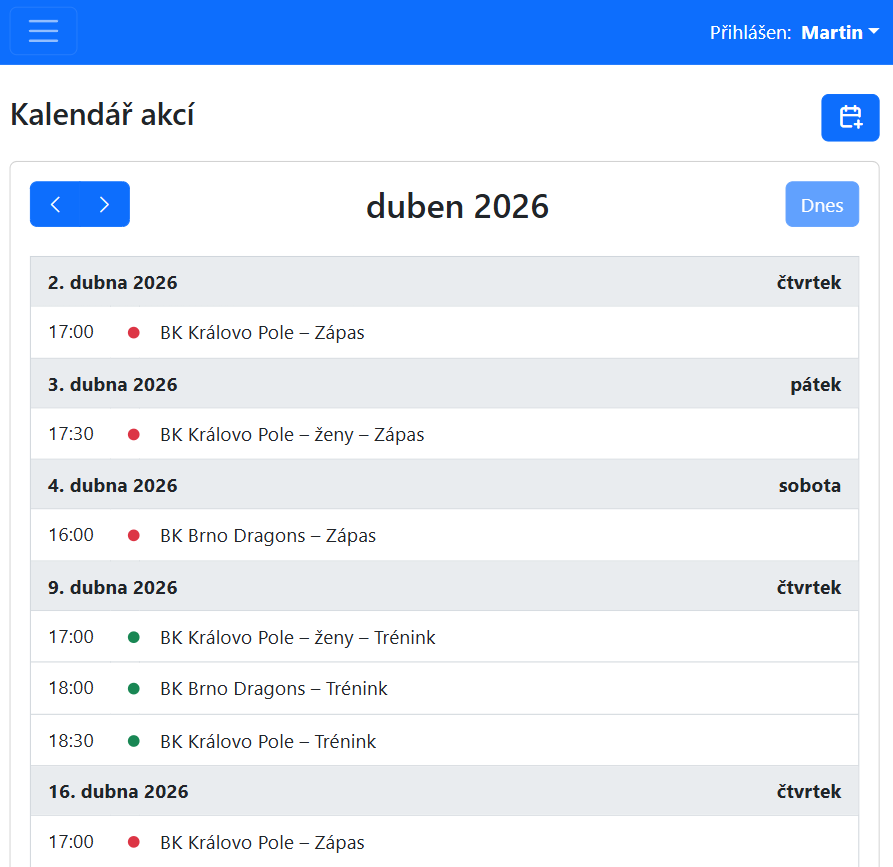 Přihlášen: Martin
Kalendář akcí
duben 2026
Dnes
2. dubna 2026 čtvrtek
17:00 BK Královo Pole – Zápas
3. dubna 2026 pátek
17:30 BK Královo Pole – ženy – Zápas
4. dubna 2026 sobota
16:00 BK Brno Dragons – Zápas
9. dubna 2026 čtvrtek
17:00 BK Královo Pole – ženy – Trénink
18:00 BK Brno Dragons – Trénink
18:30 BK Královo Pole – Trénink
16. dubna 2026 čtvrtek
17:00 BK Královo Pole – Zápas